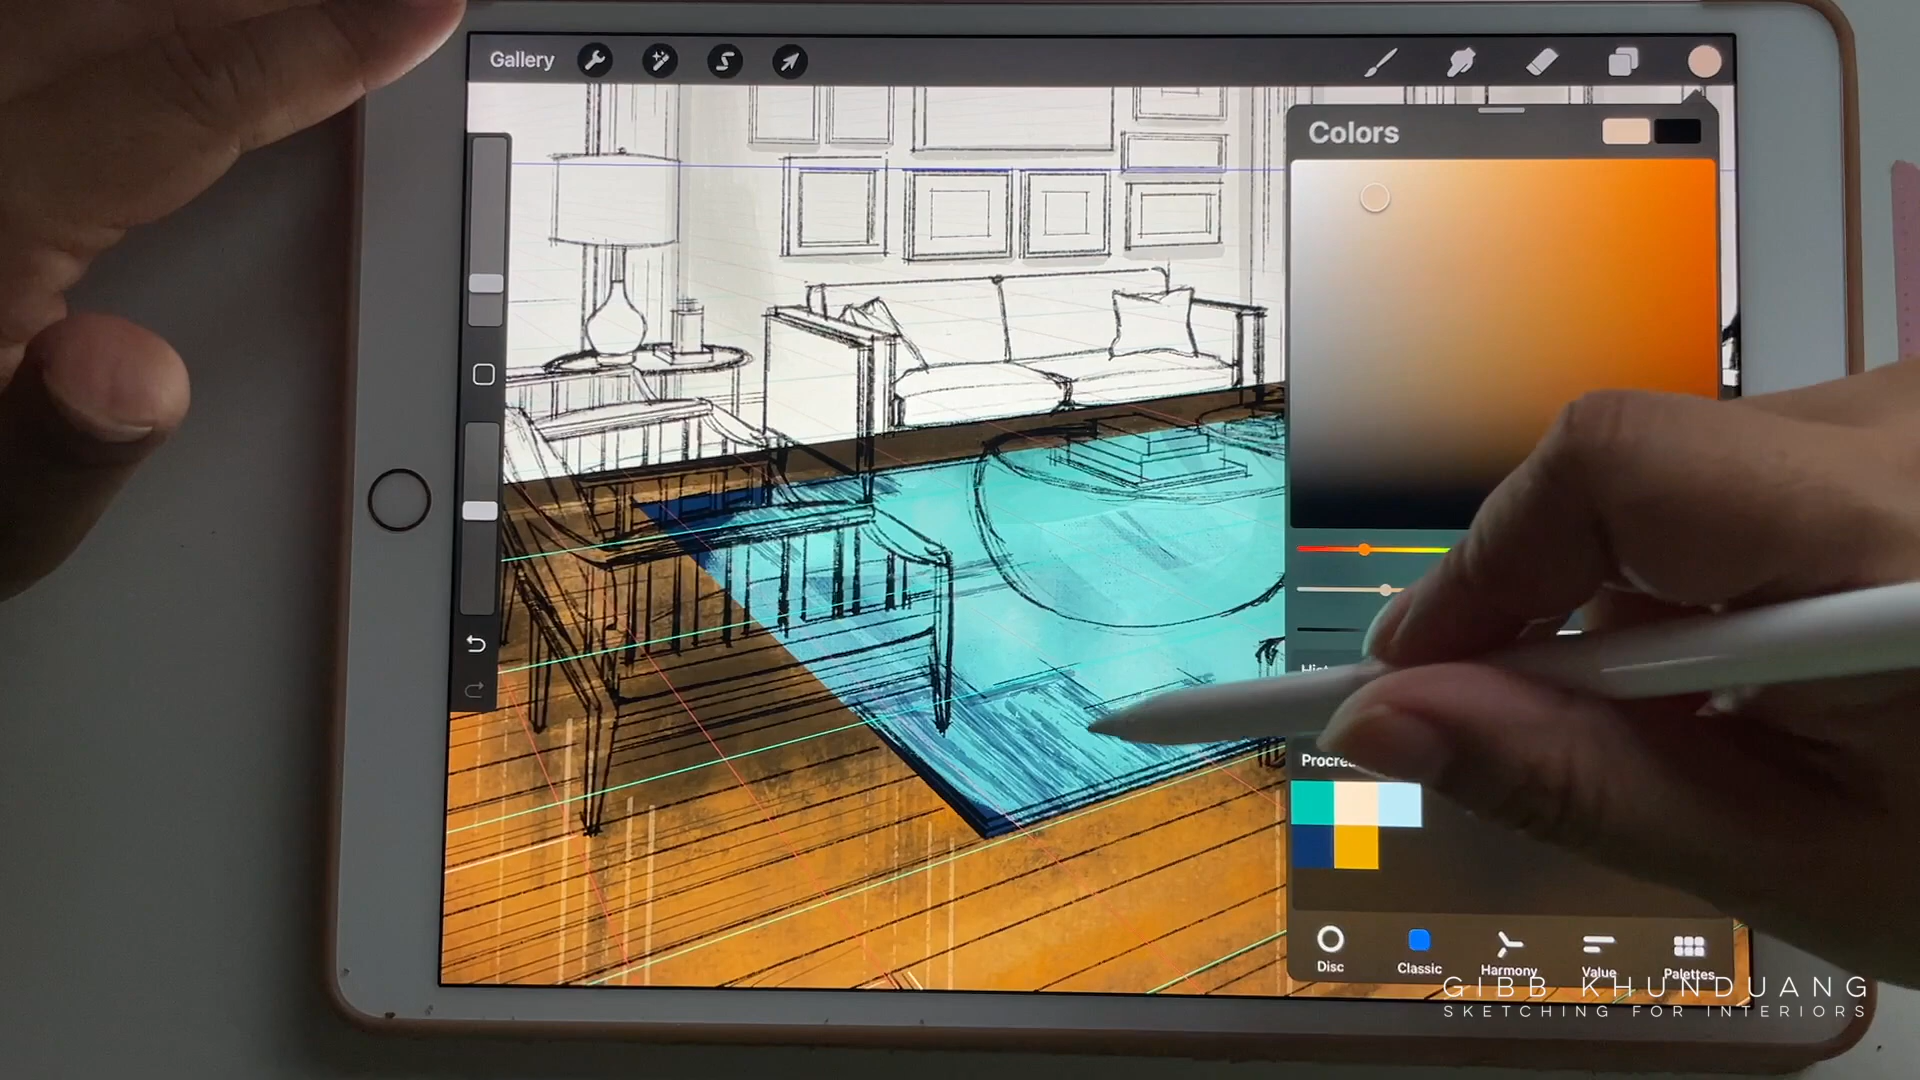 Gallery
Colors
Disc
Classic
Harmony
Value
Palettes
GIBB KHUNDUANG
SKETCHING FOR INTERIORS